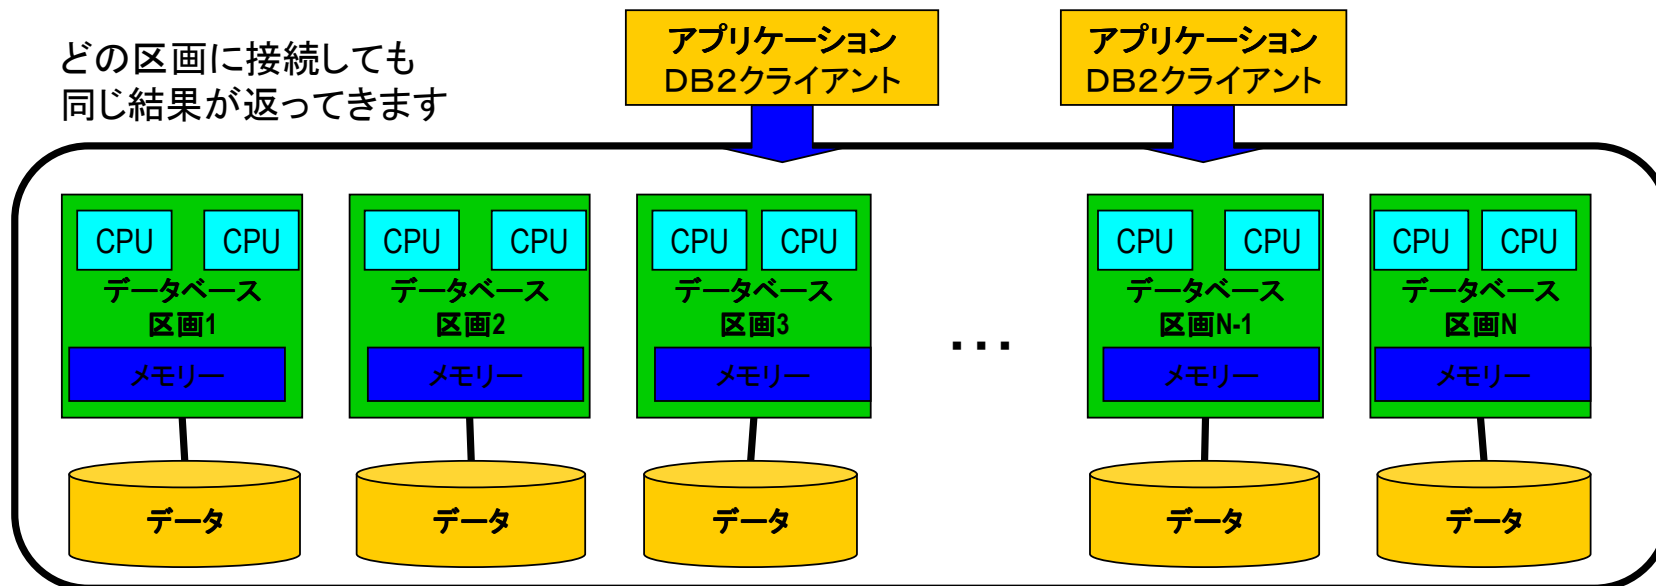 どの区画に接続しても
同じ結果が返ってきます
アプリケーション
DB2クライアント
アプリケーション
DB2クライアント
CPU CPU
データベース
区画1
メモリー
データ
CPU CPU
データベース
区画2
メモリー
データ
CPU CPU
データベース
区画3
メモリー
データ
...
CPU CPU
データベース
区画N-1
メモリー
データ
CPU CPU
データベース
区画N
メモリー
データ